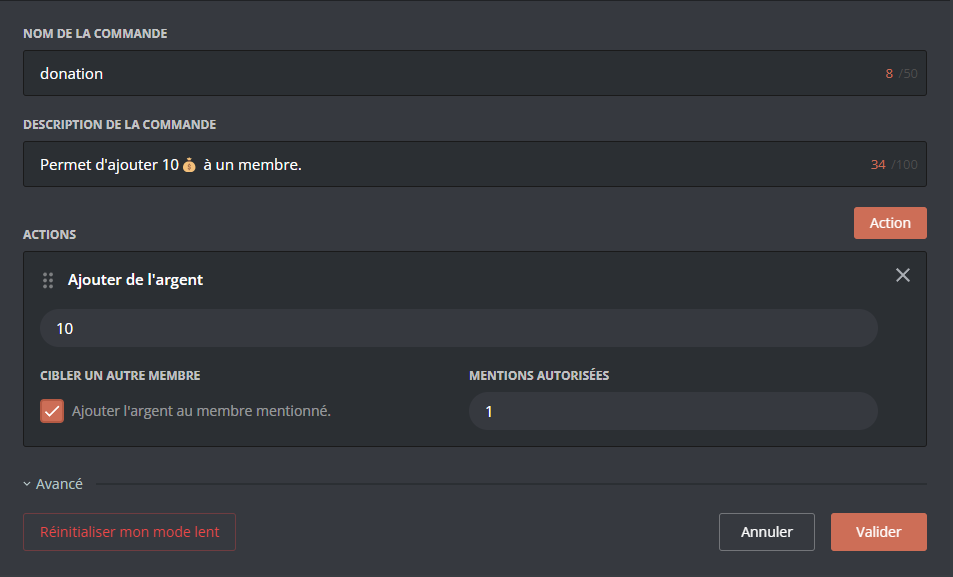 NOM DE LA COMMANDE
donation 8 /50
DESCRIPTION DE LA COMMANDE
Permet d'ajouter 10💰 à un membre. 34 /100
Action
ACTIONS
Ajouter de l'argent
10
CIBLER UN AUTRE MEMBRE MENTIONS AUTORISÉES
Ajouter l'argent au membre mentionné. 1
Avancé
Réinitialiser mon mode lent Annuler Valider